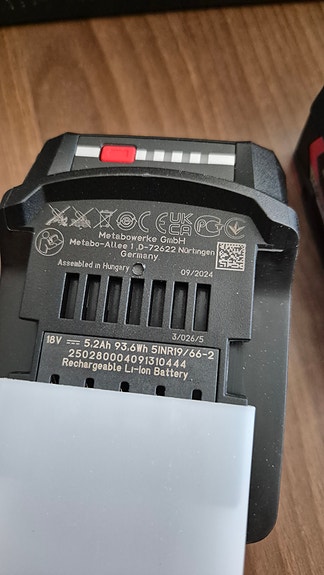 Metabowerke GmbH
Metabo-Allee 1,D-72622 Nürtingen
Germany
Assembled in Hungary
09/2024
3/026/5
18V ⎓ 5.2Ah 93.6Wh 5INR19/66-2
250280004091310444
Rechargeable Li-Ion Battery